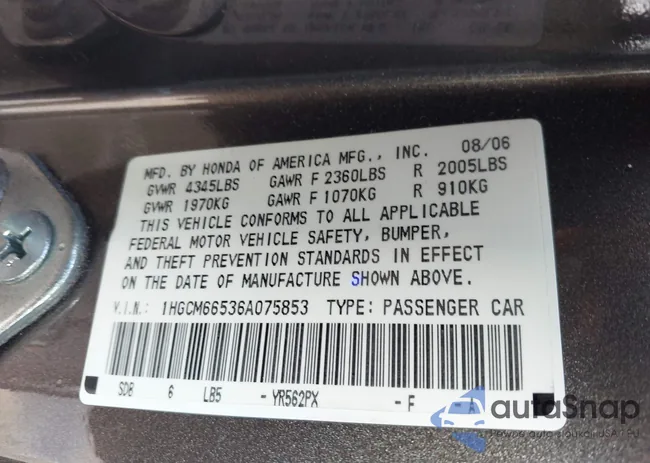 MFD. BY HONDA OF AMERICA MFG., INC. 08/06
GVWR 4345LBS GAWR F 2360LBS R 2005LBS
GVWR 1970KG GAWR F 1070KG R 910KG
THIS VEHICLE CONFORMS TO ALL APPLICABLE
FEDERAL MOTOR VEHICLE SAFETY, BUMPER,
AND THEFT PREVENTION STANDARDS IN EFFECT
ON THE DATE OF MANUFACTURE SHOWN ABOVE.
V.I.N.: 1HGCM66536A075853 TYPE: PASSENGER CAR
SDB 6 LB5 - YR562PX - F - A
autoSnap